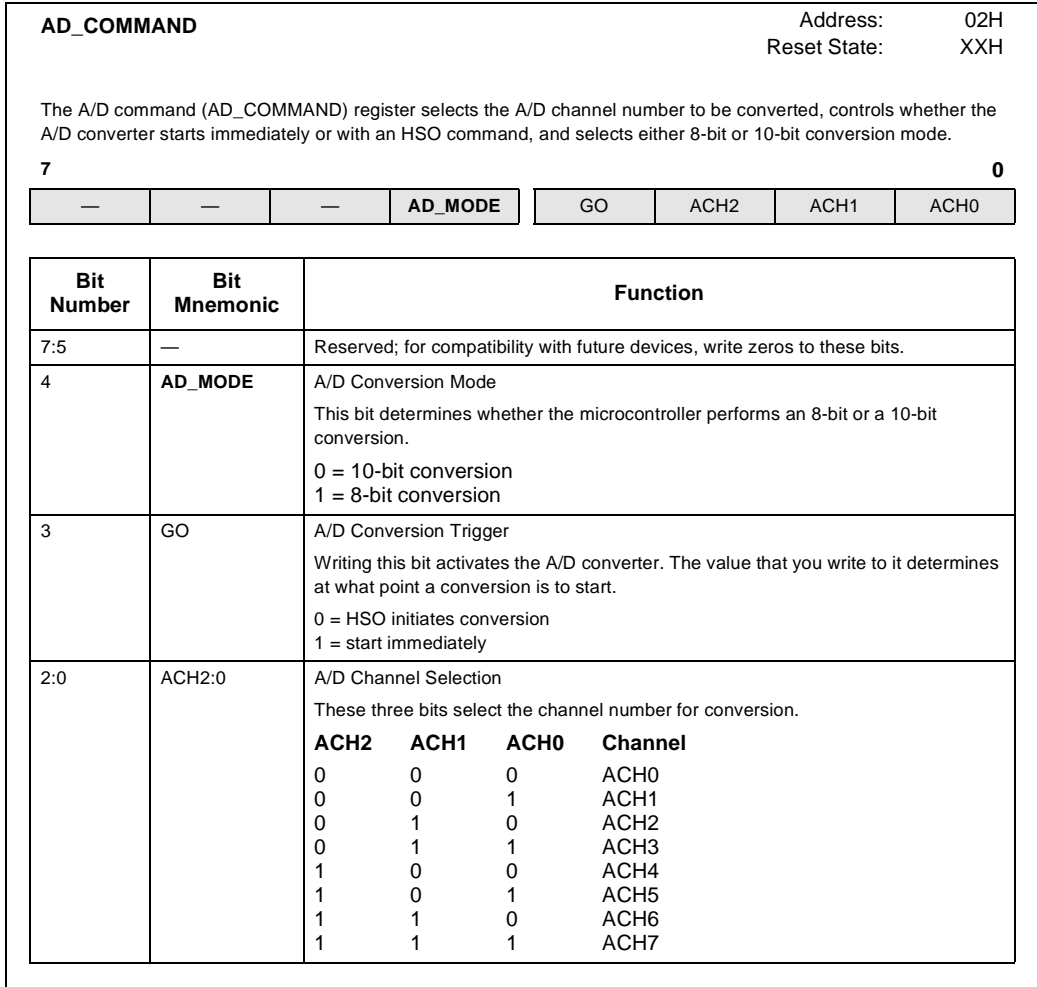 AD_COMMAND Address: 02H
Reset State: XXH
The A/D command (AD_COMMAND) register selects the A/D channel number to be converted, controls whether the
A/D converter starts immediately or with an HSO command, and selects either 8-bit or 10-bit conversion mode.
7 0
— — — AD_MODE GO ACH2 ACH1 ACH0
Bit Number Bit Mnemonic Function
7:5 — Reserved; for compatibility with future devices, write zeros to these bits.
4 AD_MODE A/D Conversion Mode
This bit determines whether the microcontroller performs an 8-bit or a 10-bit
conversion.
0 = 10-bit conversion
1 = 8-bit conversion
3 GO A/D Conversion Trigger
Writing this bit activates the A/D converter. The value that you write to it determines
at what point a conversion is to start.
0 = HSO initiates conversion
1 = start immediately
2:0 ACH2:0 A/D Channel Selection
These three bits select the channel number for conversion.
ACH2 ACH1 ACH0 Channel
0 0 0 ACH0
0 0 1 ACH1
0 1 0 ACH2
0 1 1 ACH3
1 0 0 ACH4
1 0 1 ACH5
1 1 0 ACH6
1 1 1 ACH7